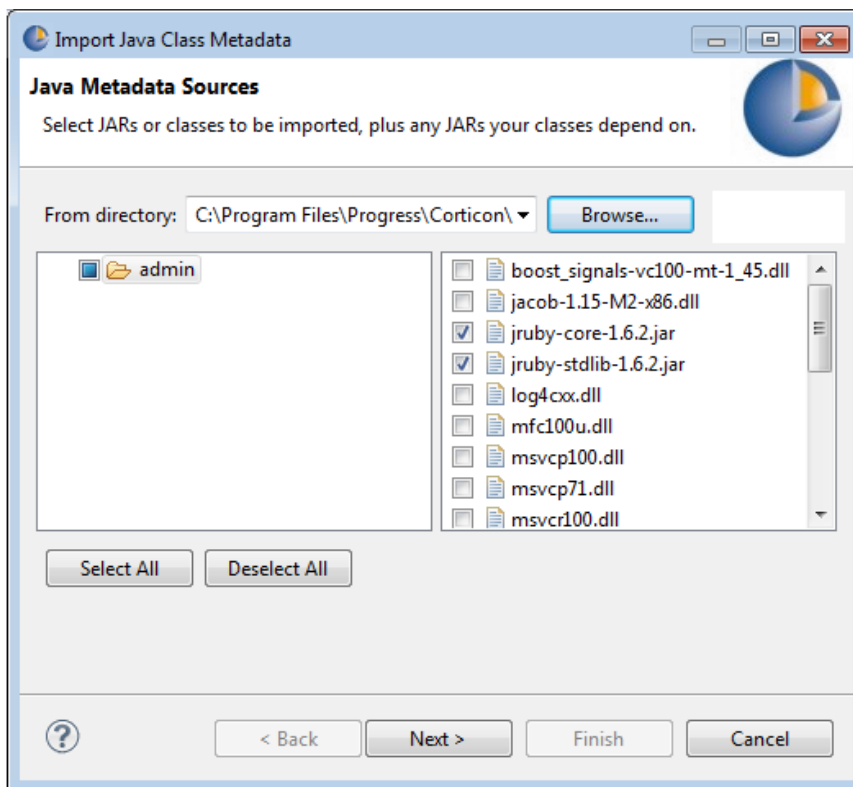 Import Java Class Metadata
Java Metadata Sources
Select JARs or classes to be imported, plus any JARs your classes depend on.
From directory: C:\Program Files\Progress\Corticon\ Browse...
admin
boost_signals-vc100-mt-1_45.dll
jacob-1.15-M2-x86.dll
jruby-core-1.6.2.jar
jruby-stdlib-1.6.2.jar
log4cxx.dll
mfc100u.dll
msvcp100.dll
msvcp71.dll
msvcr100.dll
Select All Deselect All
? < Back Next > Finish Cancel